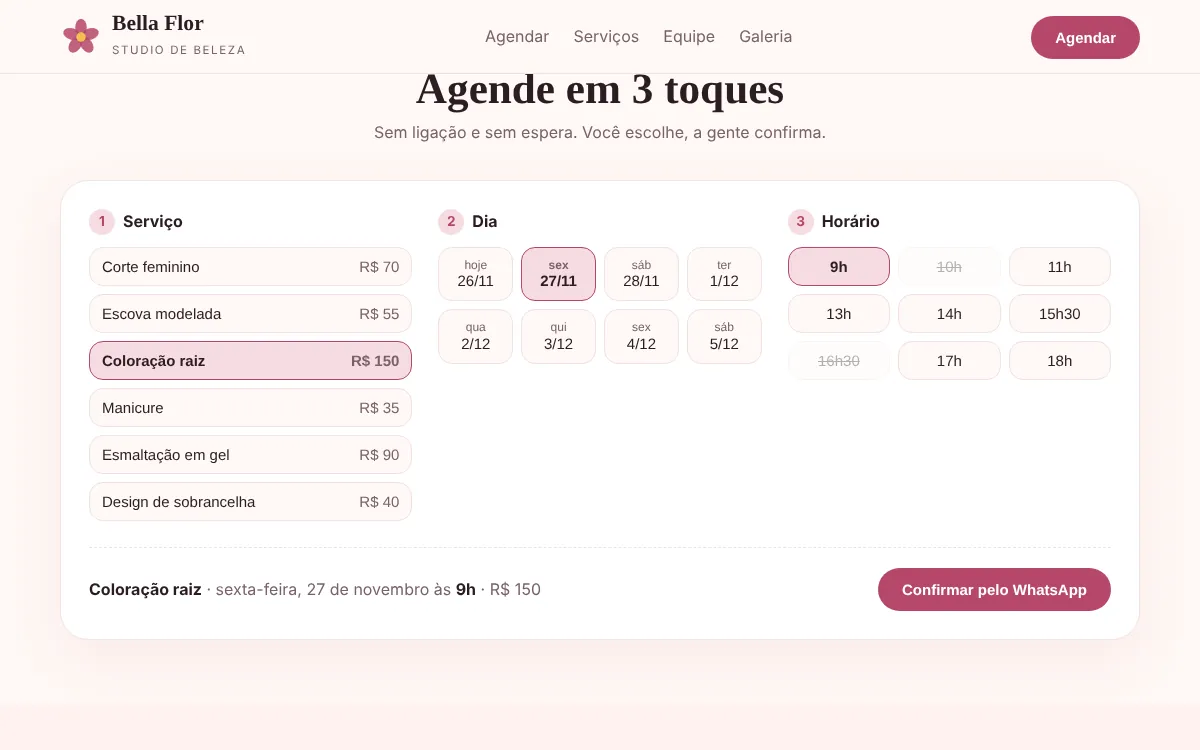 Bella Flor
STUDIO DE BELEZA
Agendar Serviços Equipe Galeria
Agendar
Agende em 3 toques
Sem ligação e sem espera. Você escolhe, a gente confirma.
1 Serviço
Corte feminino R$ 70
Escova modelada R$ 55
Coloração raiz R$ 150
Manicure R$ 35
Esmaltação em gel R$ 90
Design de sobrancelha R$ 40
2 Dia
hoje sex sáb ter
26/11 27/11 28/11 1/12
qua qui sex sáb
2/12 3/12 4/12 5/12
3 Horário
9h 10h 11h
13h 14h 15h30
16h30 17h 18h
Coloração raiz · sexta-feira, 27 de novembro às 9h · R$ 150
Confirmar pelo WhatsApp